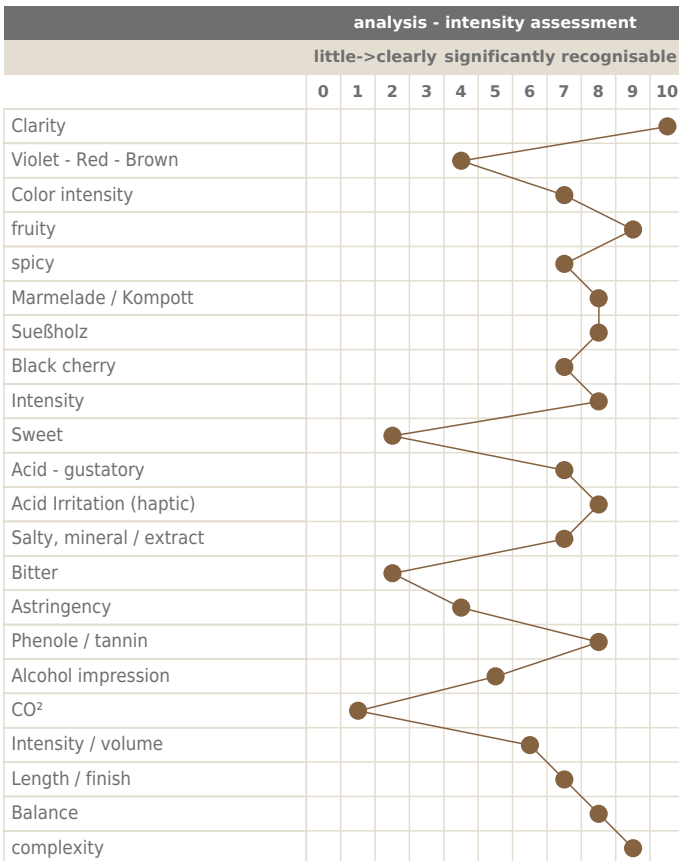 analysis - intensity assessment
little->clearly significantly recognisable
0 1 2 3 4 5 6 7 8 9 10
Clarity
Violet - Red - Brown
Color intensity
fruity
spicy
Marmelade / Kompott
Sueßholz
Black cherry
Intensity
Sweet
Acid - gustatory
Acid Irritation (haptic)
Salty, mineral / extract
Bitter
Astringency
Phenole / tannin
Alcohol impression
CO²
Intensity / volume
Length / finish
Balance
complexity